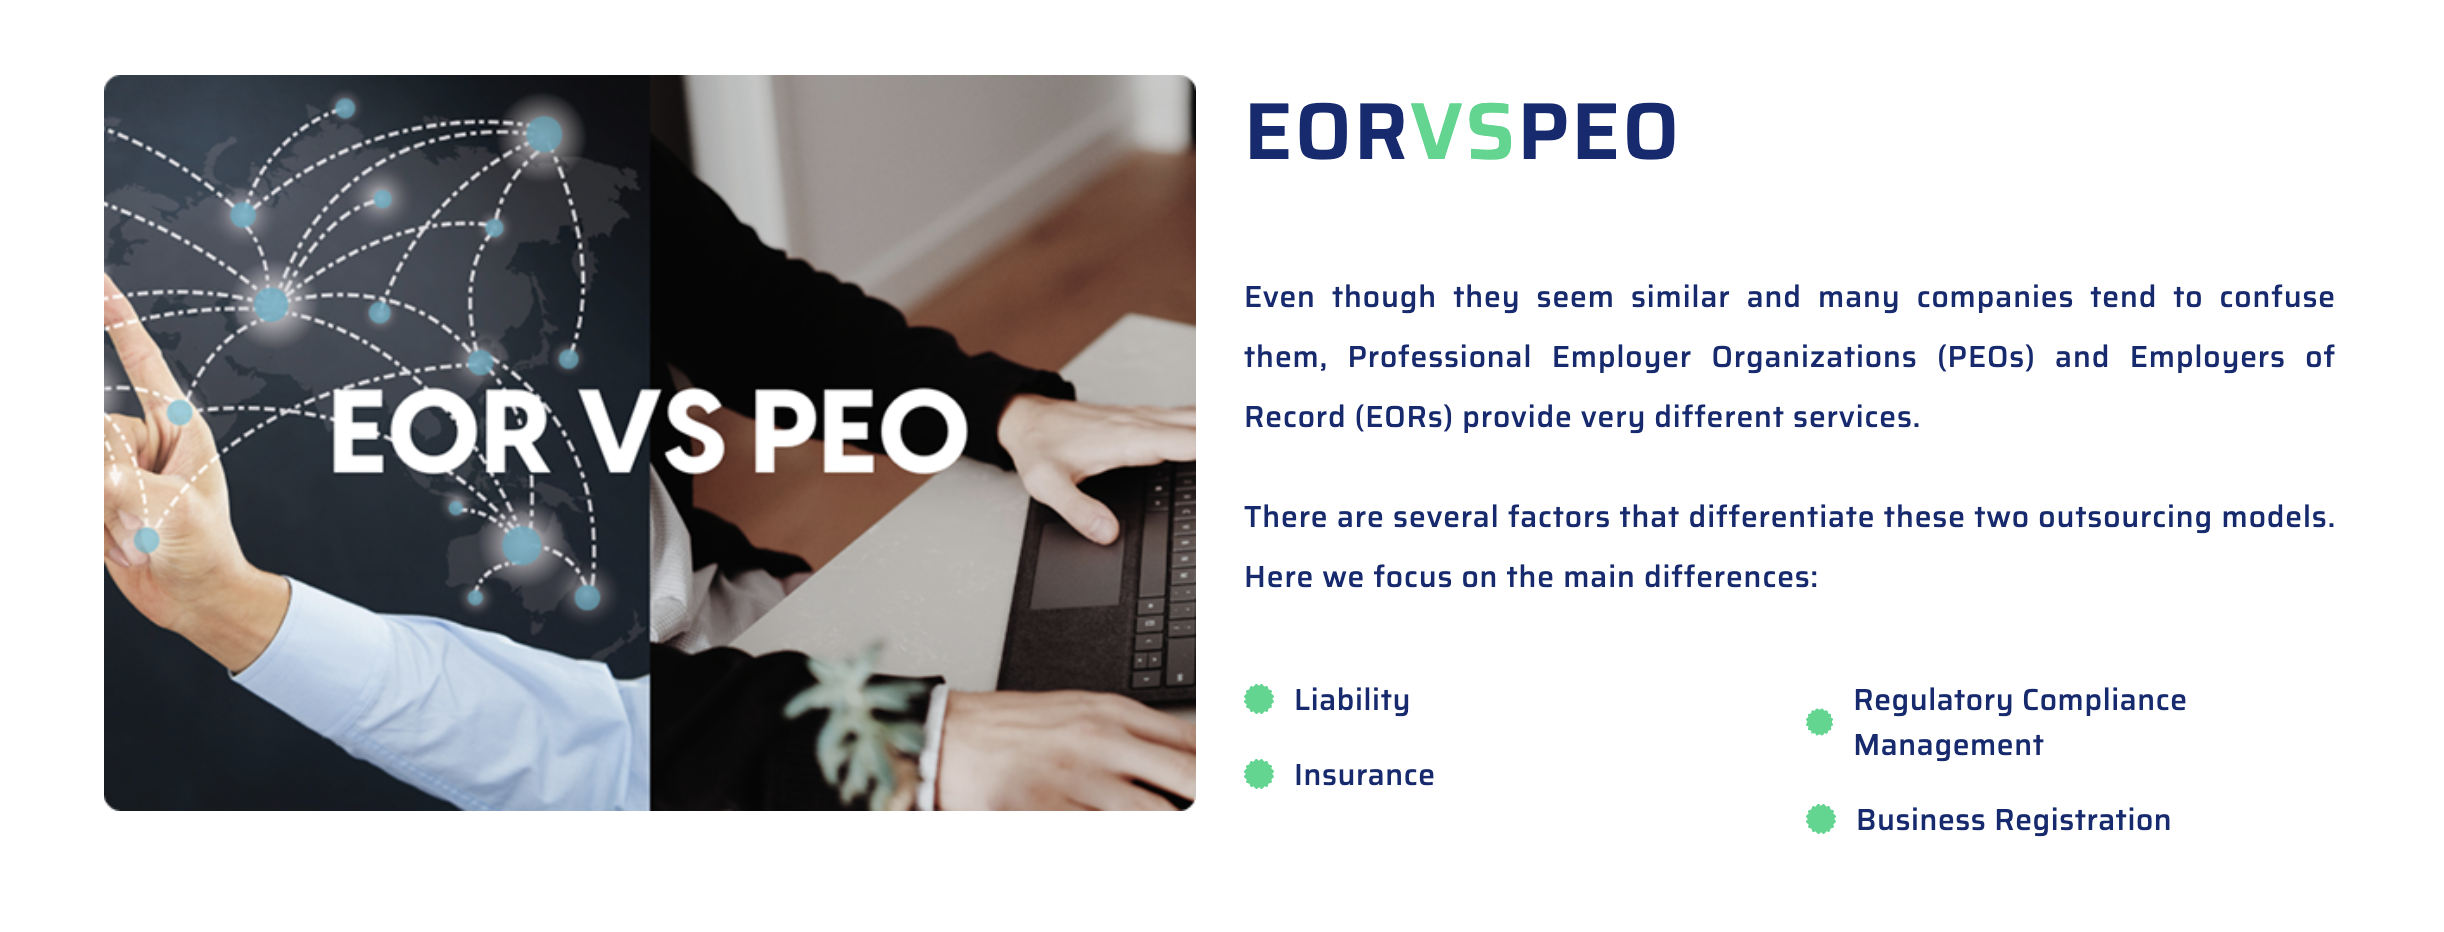 EOR VS PEO
EORVSPEO
Even though they seem similar and many companies tend to confuse
them, Professional Employer Organizations (PEOs) and Employers of
Record (EORs) provide very different services.
There are several factors that differentiate these two outsourcing models.
Here we focus on the main differences:
Liability
Insurance
Regulatory Compliance
Management
Business Registration